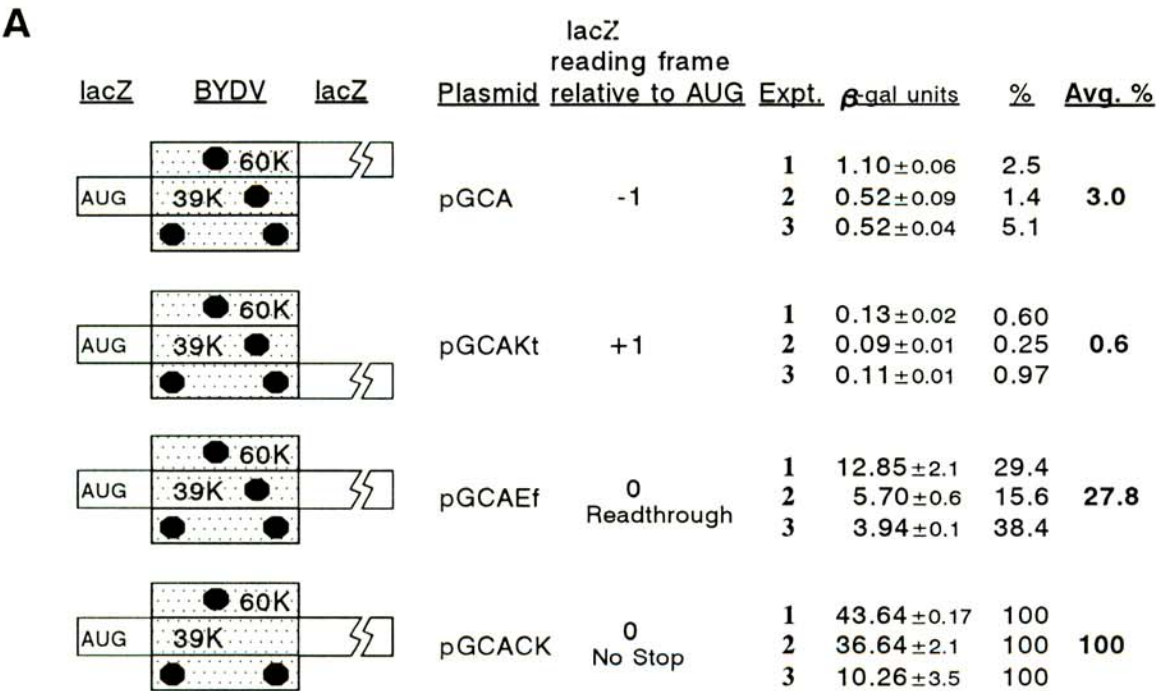 A
lacZ
reading frame
lacZ BYDV lacZ Plasmid relative to AUG Expt. β-gal units % Avg. %
60K
AUG 39K pGCA -1
1 1.10±0.06 2.5
2 0.52±0.09 1.4 3.0
3 0.52±0.04 5.1
60K
AUG 39K pGCAKt +1
1 0.13±0.02 0.60
2 0.09±0.01 0.25 0.6
3 0.11±0.01 0.97
60K
AUG 39K pGCAEf 0
Readthrough
1 12.85±2.1 29.4
2 5.70±0.6 15.6 27.8
3 3.94±0.1 38.4
60K
AUG 39K pGCACK 0
No Stop
1 43.64±0.17 100
2 36.64±2.1 100 100
3 10.26±3.5 100